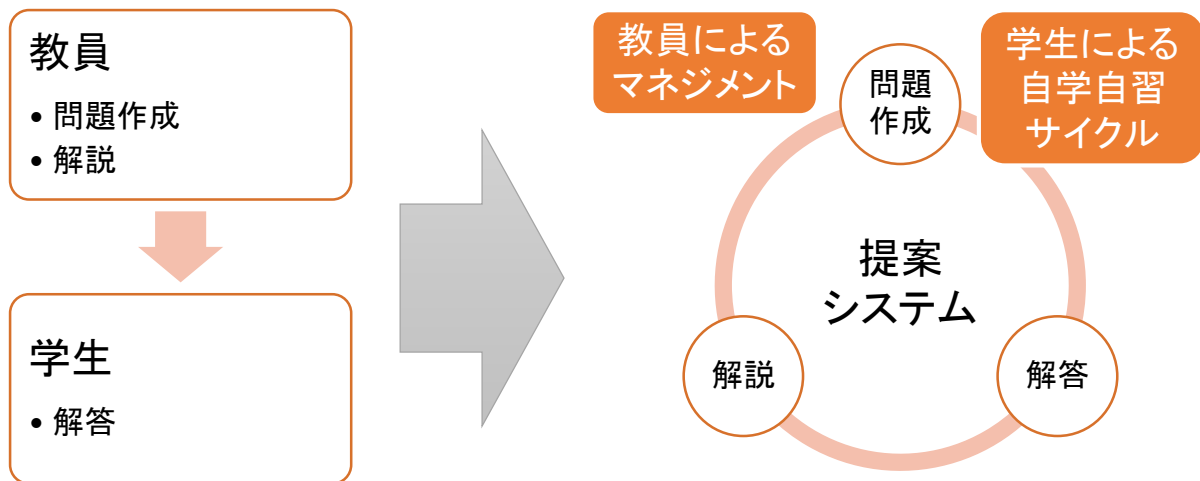 教員
• 問題作成
• 解説
学生
• 解答
教員による
マネジメント
学生による
自学自習
サイクル
問題
作成
提案
システム
解説
解答